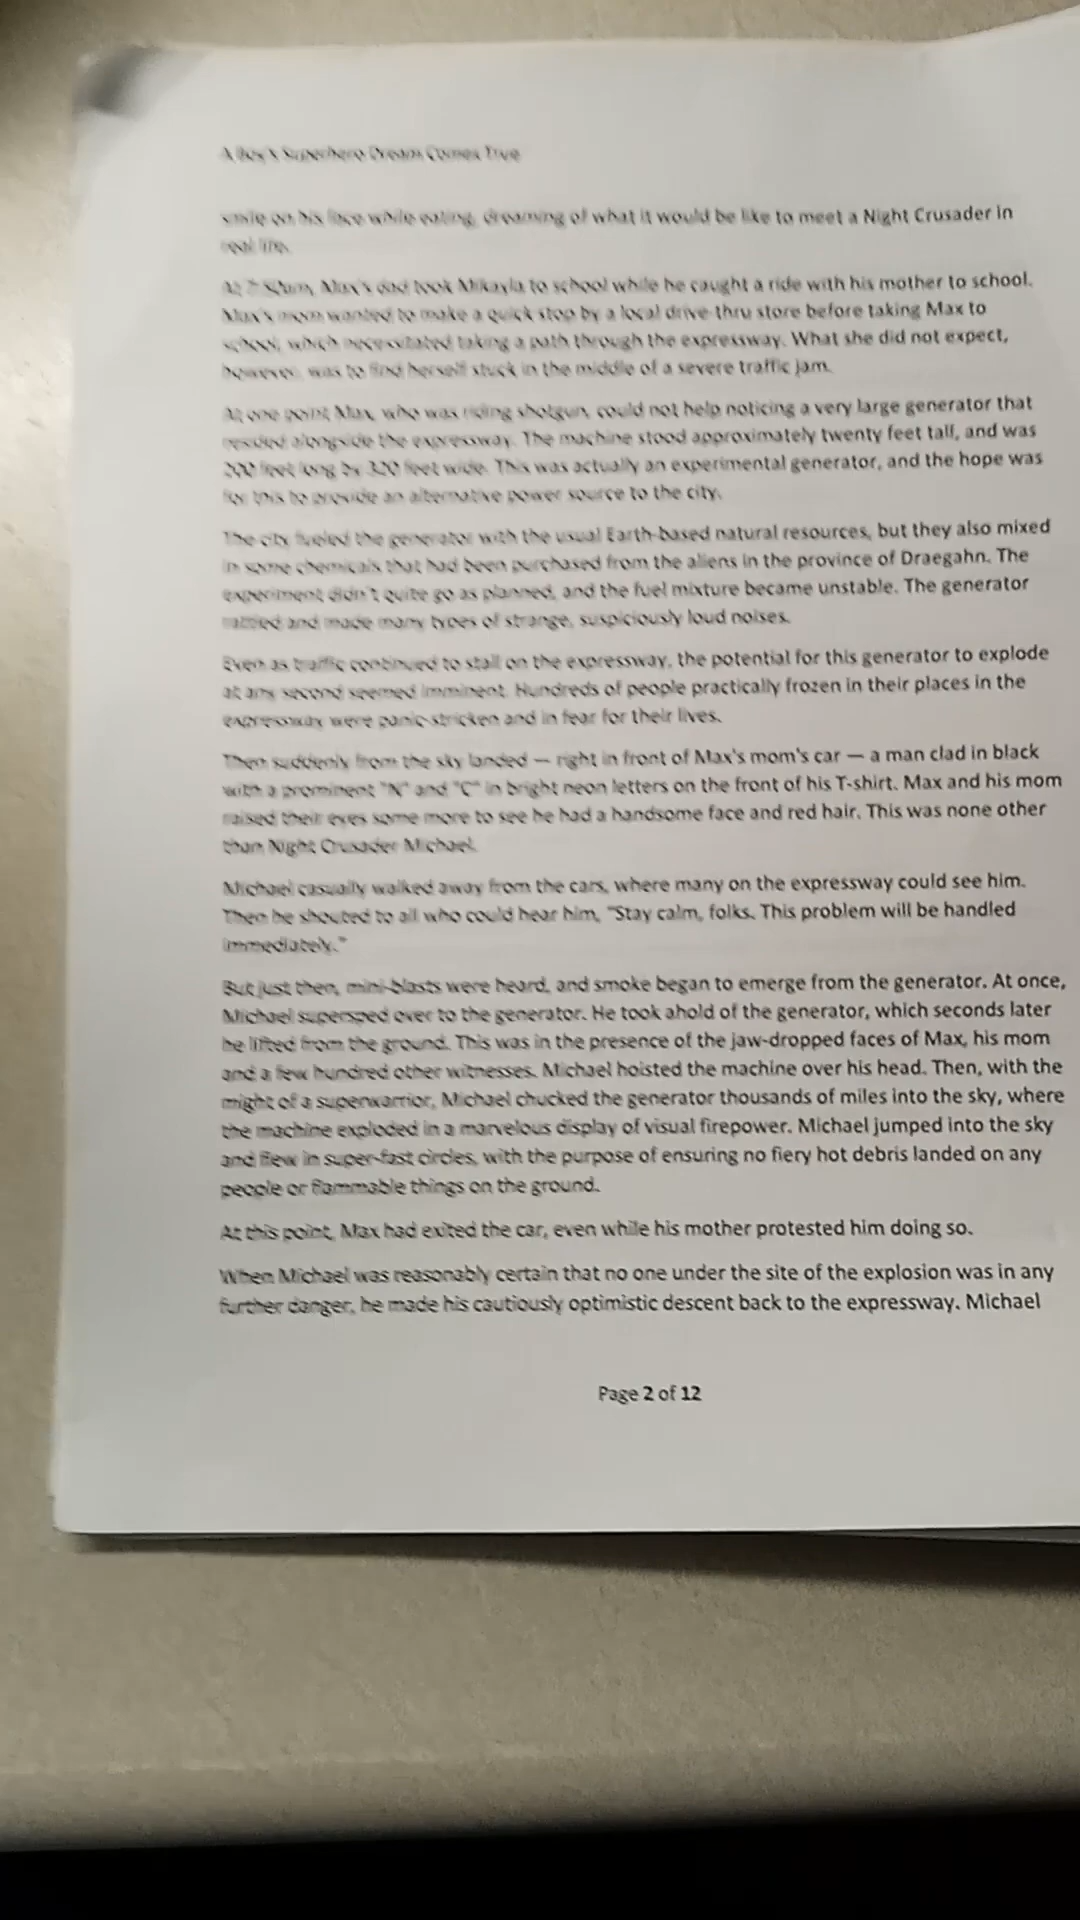 A Boy's Superhero Dream Comes True
smile on his face while eating, dreaming of what it would be like to meet a Night Crusader in
real life.
At Max's dad took Mikayla to school while he caught a ride with his mother to school.
Max's mom wanted to make a quick stop by a local drive-thru store before taking Max to
school, which necessitated taking a path through the expressway. What she did not expect,
however, was to find herself stuck in the middle of a severe traffic jam.
At one point Max, who was riding shotgun, could not help noticing a very large generator that
resided alongside the expressway. The machine stood approximately twenty feet tall, and was
200 feet long by 320 feet wide. This was actually an experimental generator, and the hope was
for this to provide an alternative power source to the city.
The city fueled the generator with the usual Earth-based natural resources, but they also mixed
in some chemicals that had been purchased from the aliens in the province of Draegahn. The
experiment didn't quite go as planned, and the fuel mixture became unstable. The generator
rattled and made many types of strange, suspiciously loud noises.
Even as traffic continued to stall on the expressway, the potential for this generator to explode
at any second seemed imminent. Hundreds of people practically frozen in their places in the
expressway were panic-stricken and in fear for their lives.
Then suddenly from the sky landed — right in front of Max's mom's car — a man clad in black
with a prominent "N" and "C" in bright neon letters on the front of his T-shirt. Max and his mom
raised their eyes some more to see he had a handsome face and red hair. This was none other
than Night Crusader Michael.
Michael casually walked away from the cars, where many on the expressway could see him.
Then he shouted to all who could hear him, "Stay calm, folks. This problem will be handled
immediately."
But just then, mini-blasts were heard, and smoke began to emerge from the generator. At once,
Michael supersped over to the generator. He took ahold of the generator, which seconds later
he lifted from the ground. This was in the presence of the jaw-dropped faces of Max, his mom
and a few hundred other witnesses. Michael hoisted the machine over his head. Then, with the
might of a superwarrior, Michael chucked the generator thousands of miles into the sky, where
the machine exploded in a marvelous display of visual firepower. Michael jumped into the sky
and flew in super-fast circles, with the purpose of ensuring no fiery hot debris landed on any
people or flammable things on the ground.
At this point, Max had exited the car, even while his mother protested him doing so.
When Michael was reasonably certain that no one under the site of the explosion was in any
further danger, he made his cautiously optimistic descent back to the expressway. Michael
Page 2 of 12